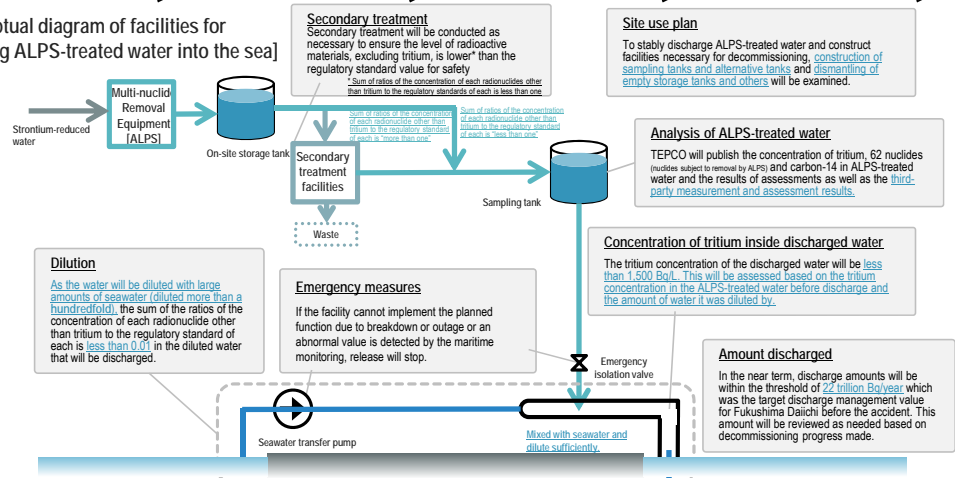 ptual diagram of facilities for
g ALPS-treated water into the sea]
Secondary treatment
Secondary treatment will be conducted as
necessary to ensure the level of radioactive
materials, excluding tritium, is lower* than the
regulatory standard value for safety
* Sum of ratios of the concentration of each radionuclides other
than tritium to the regulatory standards of each is less than one
Site use plan
To stably discharge ALPS-treated water and construct
facilities necessary for decommissioning, construction of
sampling tanks and alternative tanks and dismantling of
empty storage tanks and others will be examined.
Strontium-reduced
water
Multi-nuclide
Removal
Equipment
[ALPS]
On-site storage tank
Sum of ratios of the concentration
of each radionuclide other than
tritium to the regulatory standard
of each is "more than one"
Sum of ratios of the concentration
of each radionuclide other than
tritium to the regulatory standard
of each is "less than one"
Secondary
treatment
facilities
Waste
Sampling tank
Analysis of ALPS-treated water
TEPCO will publish the concentration of tritium, 62 nuclides
(nuclides subject to removal by ALPS) and carbon-14 in ALPS-treated
water and the results of assessments as well as the third-
party measurement and assessment results.
Concentration of tritium inside discharged water
The tritium concentration of the discharged water will be less
than 1,500 Bq/L. This will be assessed based on the tritium
concentration in the ALPS-treated water before discharge and
the amount of water it was diluted by.
Dilution
As the water will be diluted with large
amounts of seawater (diluted more than a
hundredfold), the sum of the ratios of the
concentration of each radionuclide other
than tritium to the regulatory standard of
each is less than 0.01 in the diluted water
that will be discharged.
Emergency measures
If the facility cannot implement the planned
function due to breakdown or outage or an
abnormal value is detected by the maritime
monitoring, release will stop.
Emergency
isolation valve
Amount discharged
In the near term, discharge amounts will be
within the threshold of 22 trillion Bq/year which
was the target discharge management value
for Fukushima Daiichi before the accident. This
amount will be reviewed as needed based on
decommissioning progress made.
Seawater transfer pump
Mixed with seawater and
dilute sufficiently.